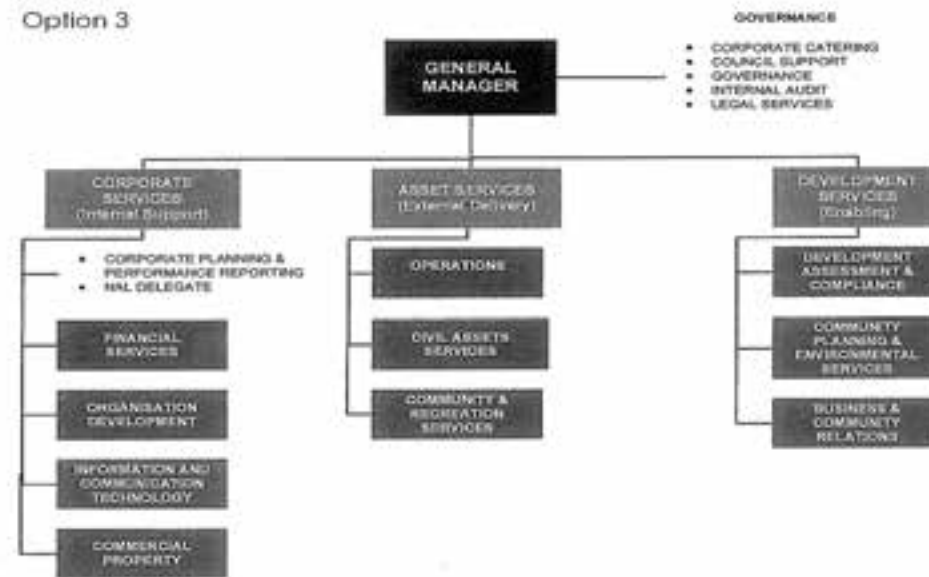 Option 3
GOVERNANCE
• CORPORATE CATERING
• COUNCIL SUPPORT
• GOVERNANCE
• INTERNAL AUDIT
• LEGAL SERVICES
GENERAL
MANAGER
CORPORATE
SERVICES
(Internal Support)
• CORPORATE PLANNING &
PERFORMANCE REPORTING
• NAL DELEGATE
FINANCIAL
SERVICES
ORGANISATION
DEVELOPMENT
INFORMATION AND
COMMUNICATION
TECHNOLOGY
COMMERCIAL
PROPERTY
ASSET SERVICES
(External Delivery)
OPERATIONS
CIVIL ASSETS
SERVICES
COMMUNITY &
RECREATION
SERVICES
DEVELOPMENT
SERVICES
(Enabling)
DEVELOPMENT
ASSESSMENT &
COMPLIANCE
COMMUNITY
PLANNING &
ENVIRONMENTAL
SERVICES
BUSINESS &
COMMUNITY
RELATIONS